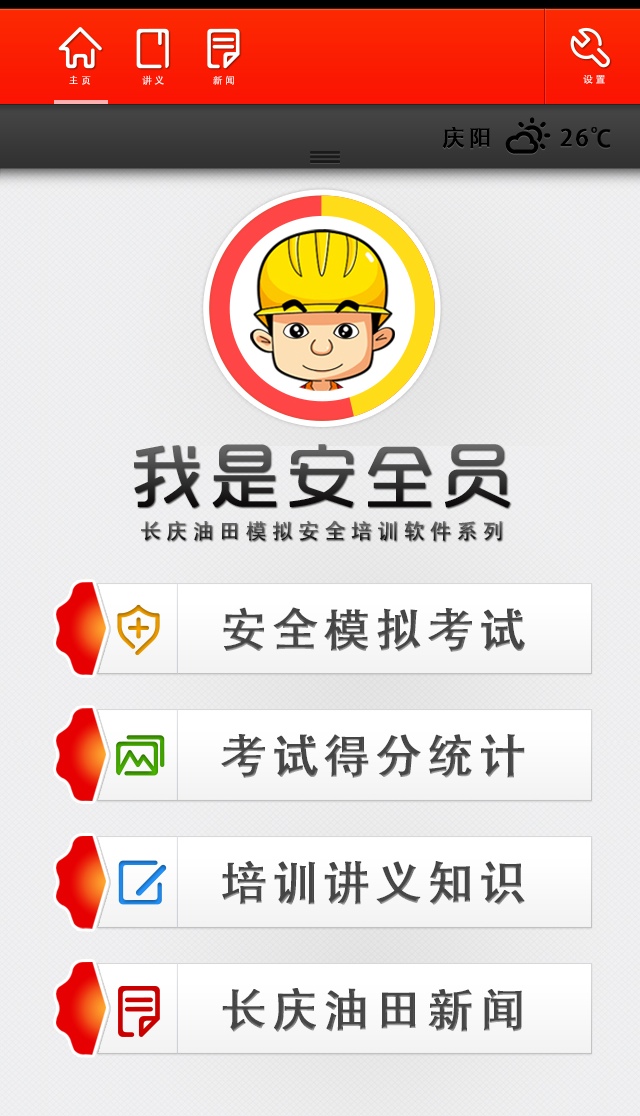 主页 讲义 新闻 设置
庆阳 26℃
我是安全员
长庆油田模拟安全培训软件系列
安全模拟考试
考试得分统计
培训讲义知识
长庆油田新闻